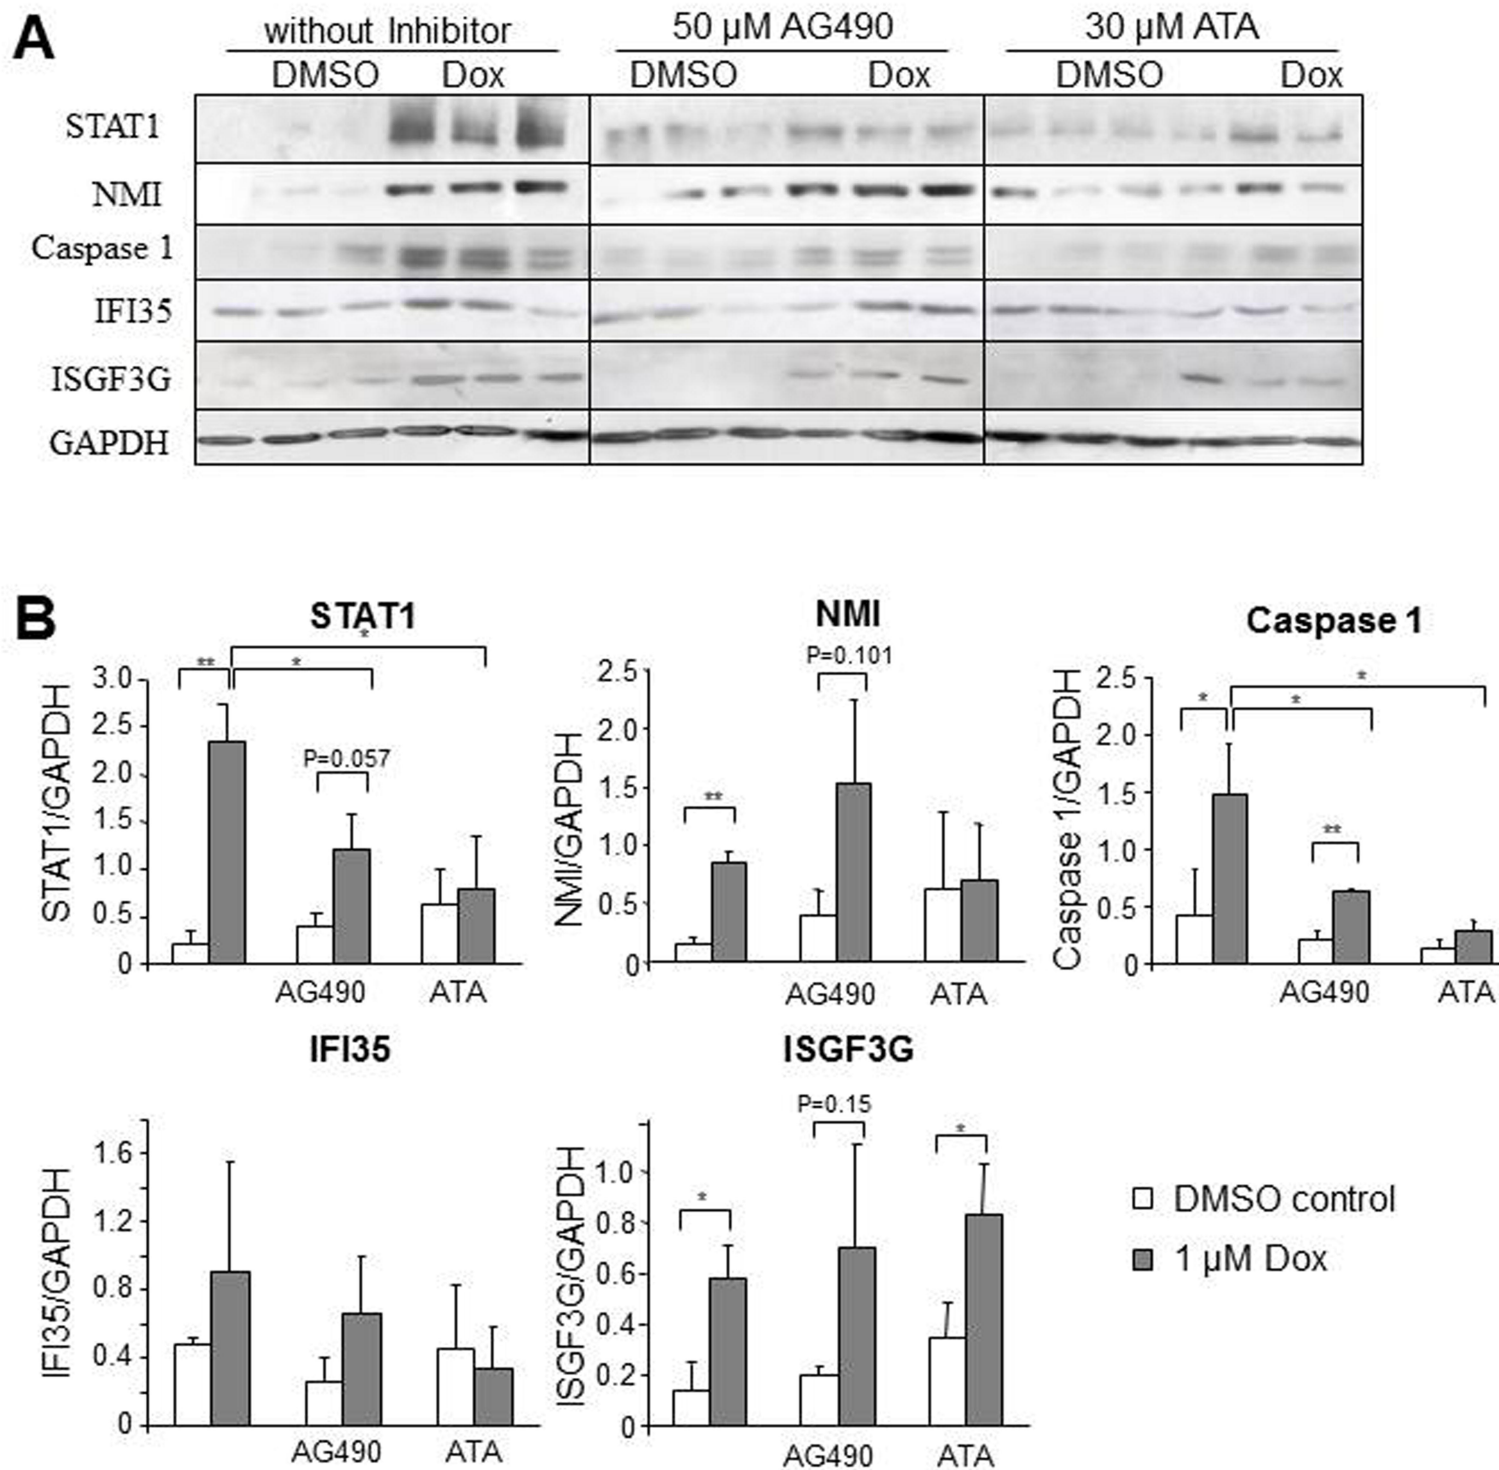 A
without Inhibitor 50 µM AG490 30 µM ATA
DMSO Dox DMSO Dox DMSO Dox
STAT1
NMI
Caspase 1
IFI35
ISGF3G
GAPDH
B
STAT1
STAT1/GAPDH
3.0
2.5
2.0
1.5
1.0
0.5
0
**
*
*
P=0.057
AG490 ATA
NMI
NMI/GAPDH
2.5
2.0
1.5
1.0
0.5
0
**
P=0.101
AG490 ATA
Caspase 1
Caspase 1/GAPDH
2.5
2.0
1.5
1.0
0.5
0
*
*
*
**
AG490 ATA
IFI35
IFI35/GAPDH
1.6
1.2
0.8
0.4
0
AG490 ATA
ISGF3G
ISGF3G/GAPDH
1.0
0.8
0.6
0.4
0.2
0
*
P=0.15
*
AG490 ATA
DMSO control
1 µM Dox